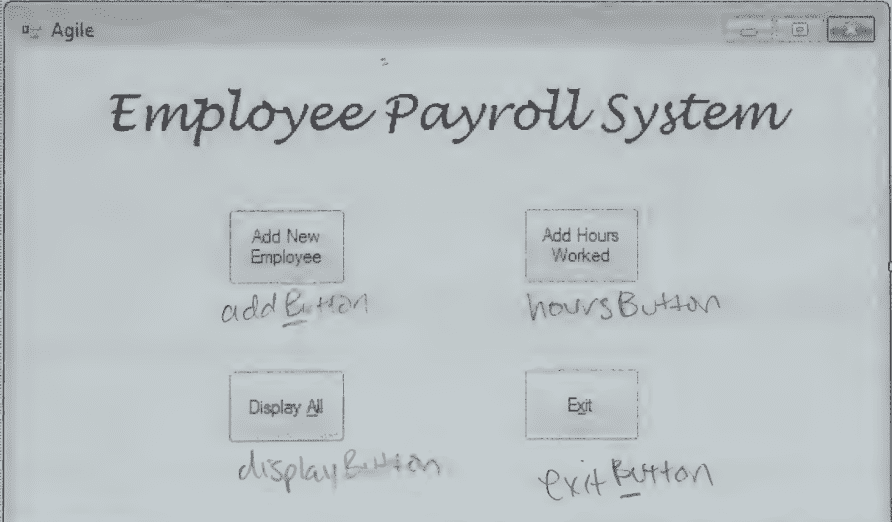 Agile
Employee Payroll System
Add New
Employee
Add Hours
Worked
addButton
hoursButton
Display All
Exit
displayButton
exitButton